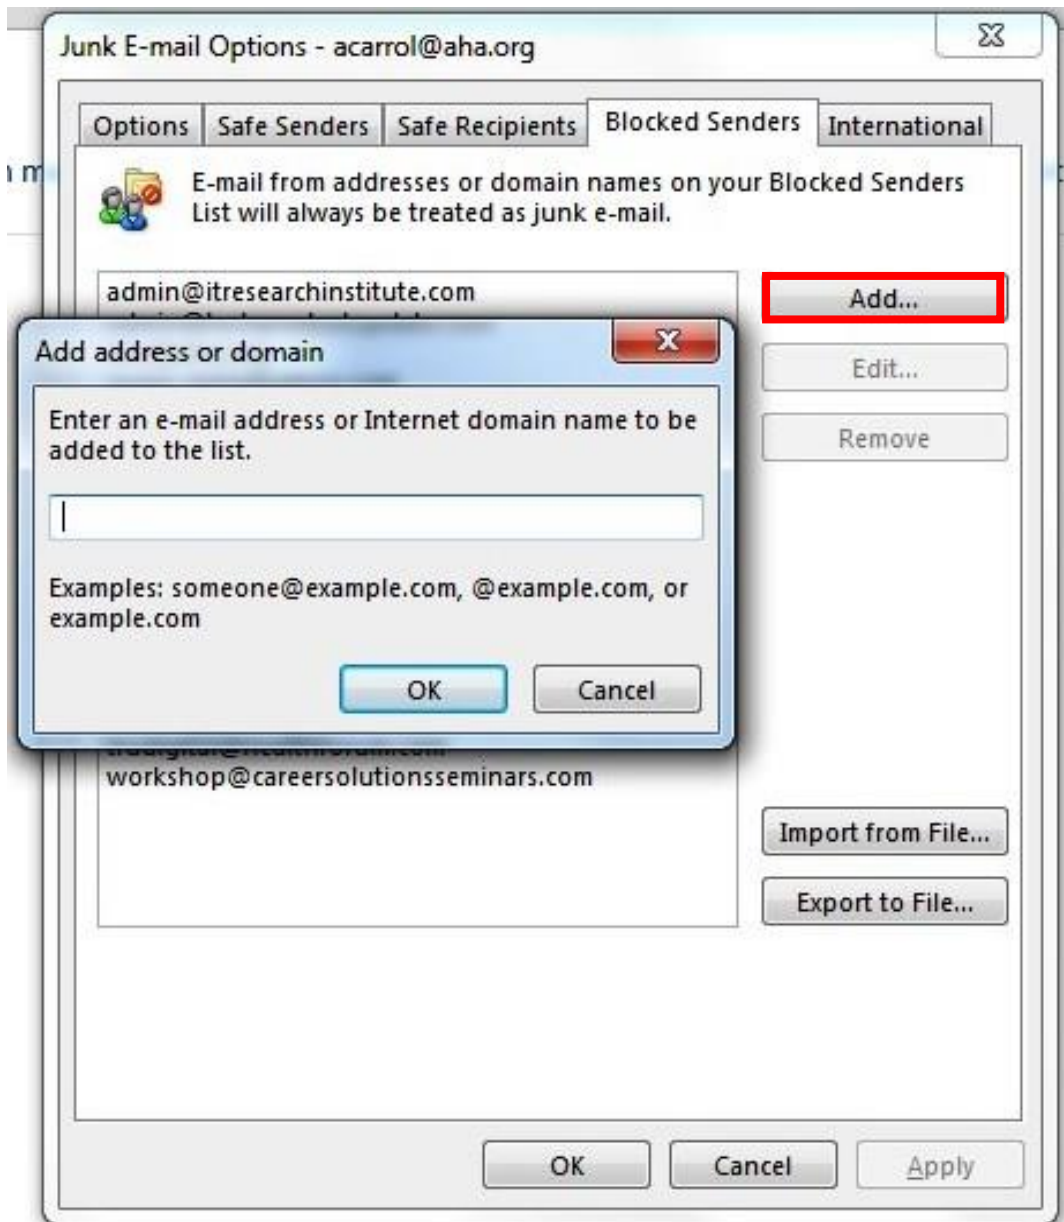 Junk E-mail Options - acarrol@aha.org
Options Safe Senders Safe Recipients Blocked Senders International
E-mail from addresses or domain names on your Blocked Senders
List will always be treated as junk e-mail.
admin@itresearchinstitute.com
Add...
Edit...
Remove
Add address or domain
Enter an e-mail address or Internet domain name to be
added to the list.
Examples: someone@example.com, @example.com, or
example.com
OK Cancel
workshop@careersolutionsseminars.com
Import from File...
Export to File...
OK Cancel Apply